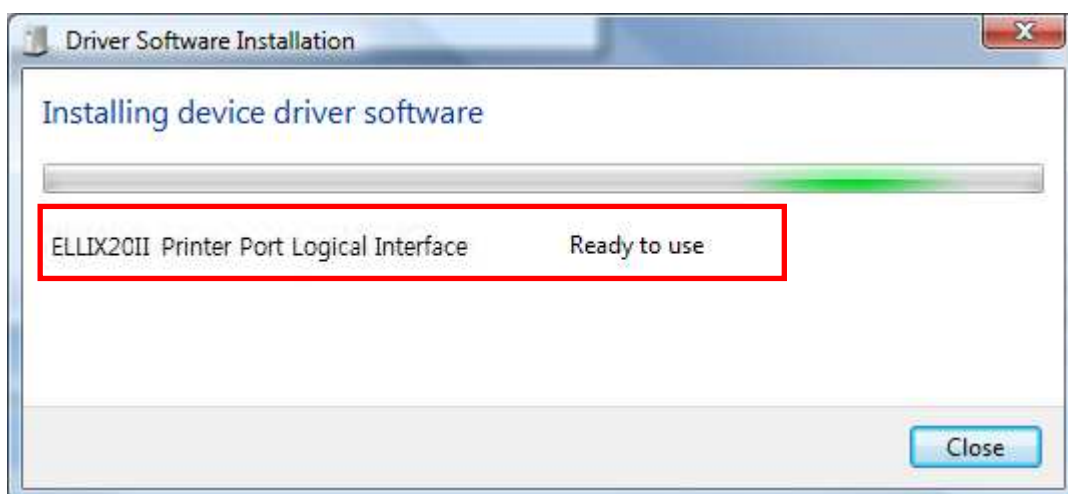 Driver Software Installation
Installing device driver software
ELLIX20II Printer Port Logical Interface Ready to use
Close